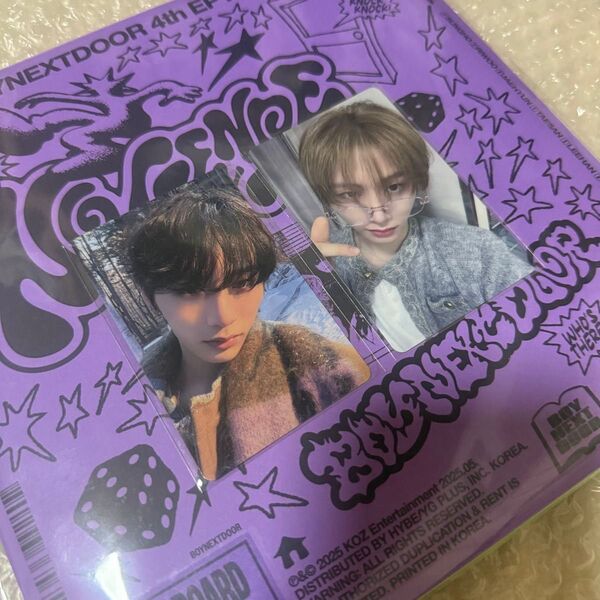 BOYNEXTDOOR 4th EP
KNOCK
KNOCK!
NO GENRE
BOYNEXTDOOR
WHO'S
THERE?
BOY
NEXT
DOOR
BOYNEXTDOOR
BOARD
℗&© 2025 KOZ Entertainment 2025.05.
DISTRIBUTED BY HYBE/YG PLUS, INC. KOREA.
WARNING: ALL RIGHTS RESERVED.
UNAUTHORIZED DUPLICATION & RENT IS
PRINTED IN KOREA.